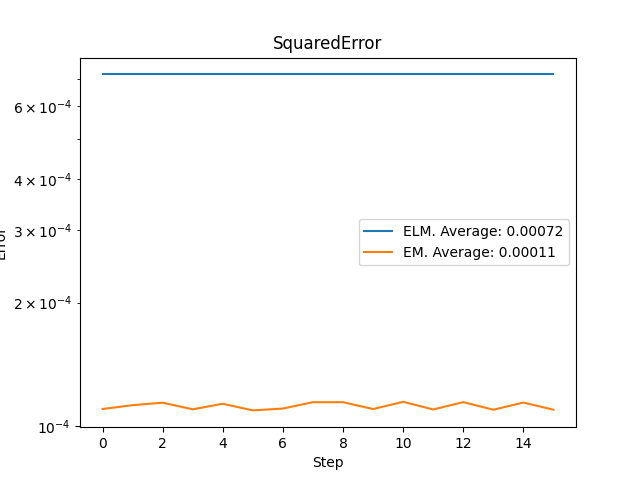 SquaredError
6 × 10⁻⁴
4 × 10⁻⁴
3 × 10⁻⁴
2 × 10⁻⁴
10⁻⁴
Error
ELM. Average: 0.00072
EM. Average: 0.00011
0 2 4 6 8 10 12 14
Step